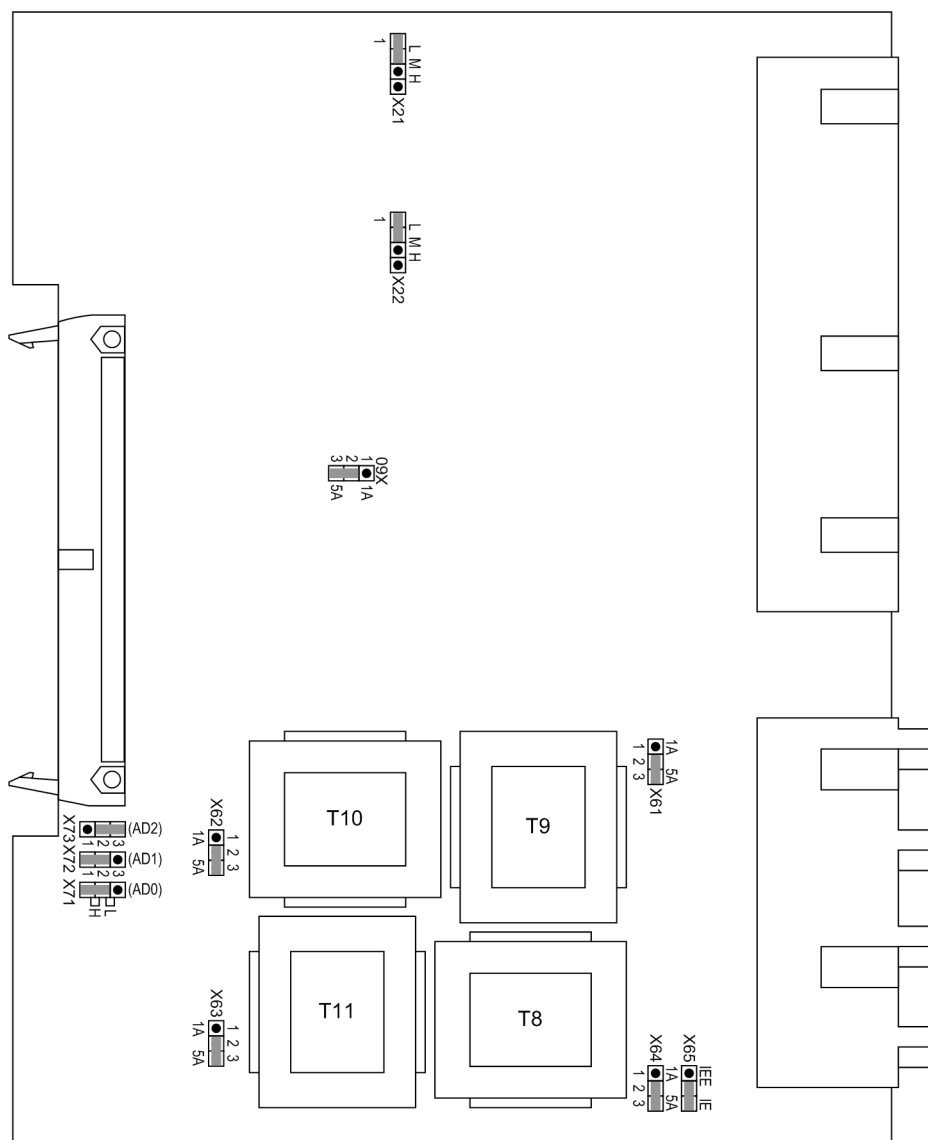 1
L M H
X21
1
L M H
X22
3 2 1
X60
5A 1A
1A 5A
1 2 3
X61
T10
T9
X62
1 2 3
1A 5A
X73
(AD2)
1 2 3
X72
(AD1)
1 2 3
X71
(AD0)
H L
T11
T8
X63
1 2 3
1A 5A
X64
1A 5A
1 2 3
X65
IEE IE